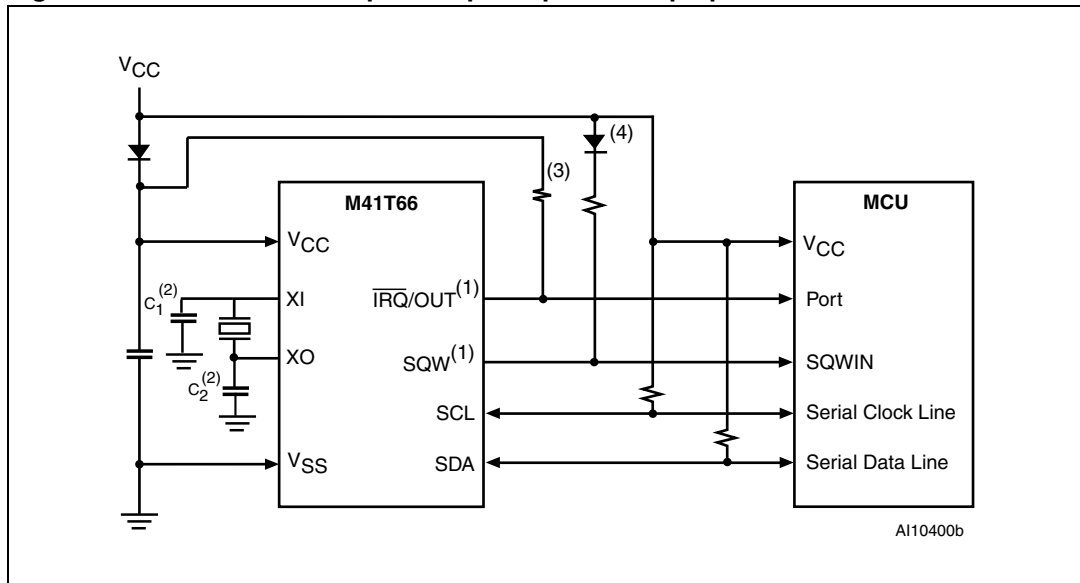 VCC
(4)
(3)
M41T66
MCU
VCC
VCC
C1(2)
XI
IRQ/OUT(1)
Port
XO
SQW(1)
SQWIN
C2(2)
SCL
Serial Clock Line
VSS
SDA
Serial Data Line
AI10400b